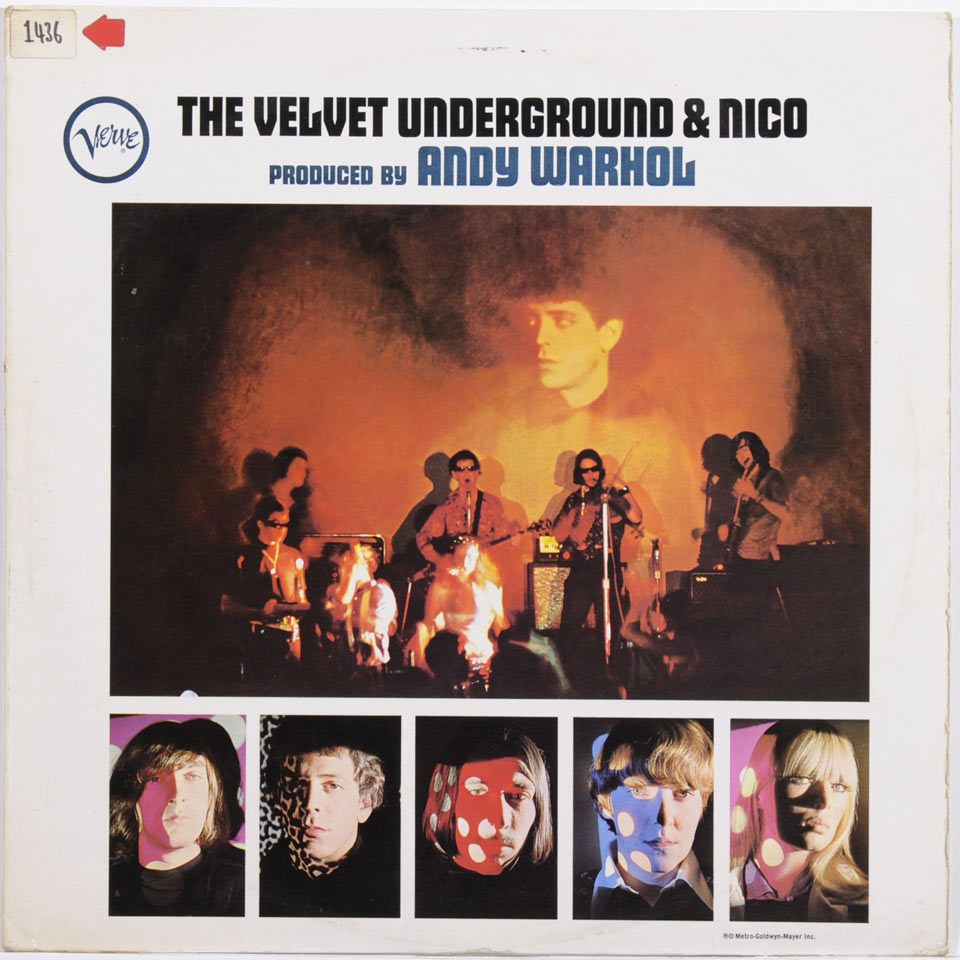 1436
THE VELVET UNDERGROUND & NICO
Verve®
PRODUCED BY ANDY WARHOL
℗© Metro-Goldwyn-Mayer Inc.